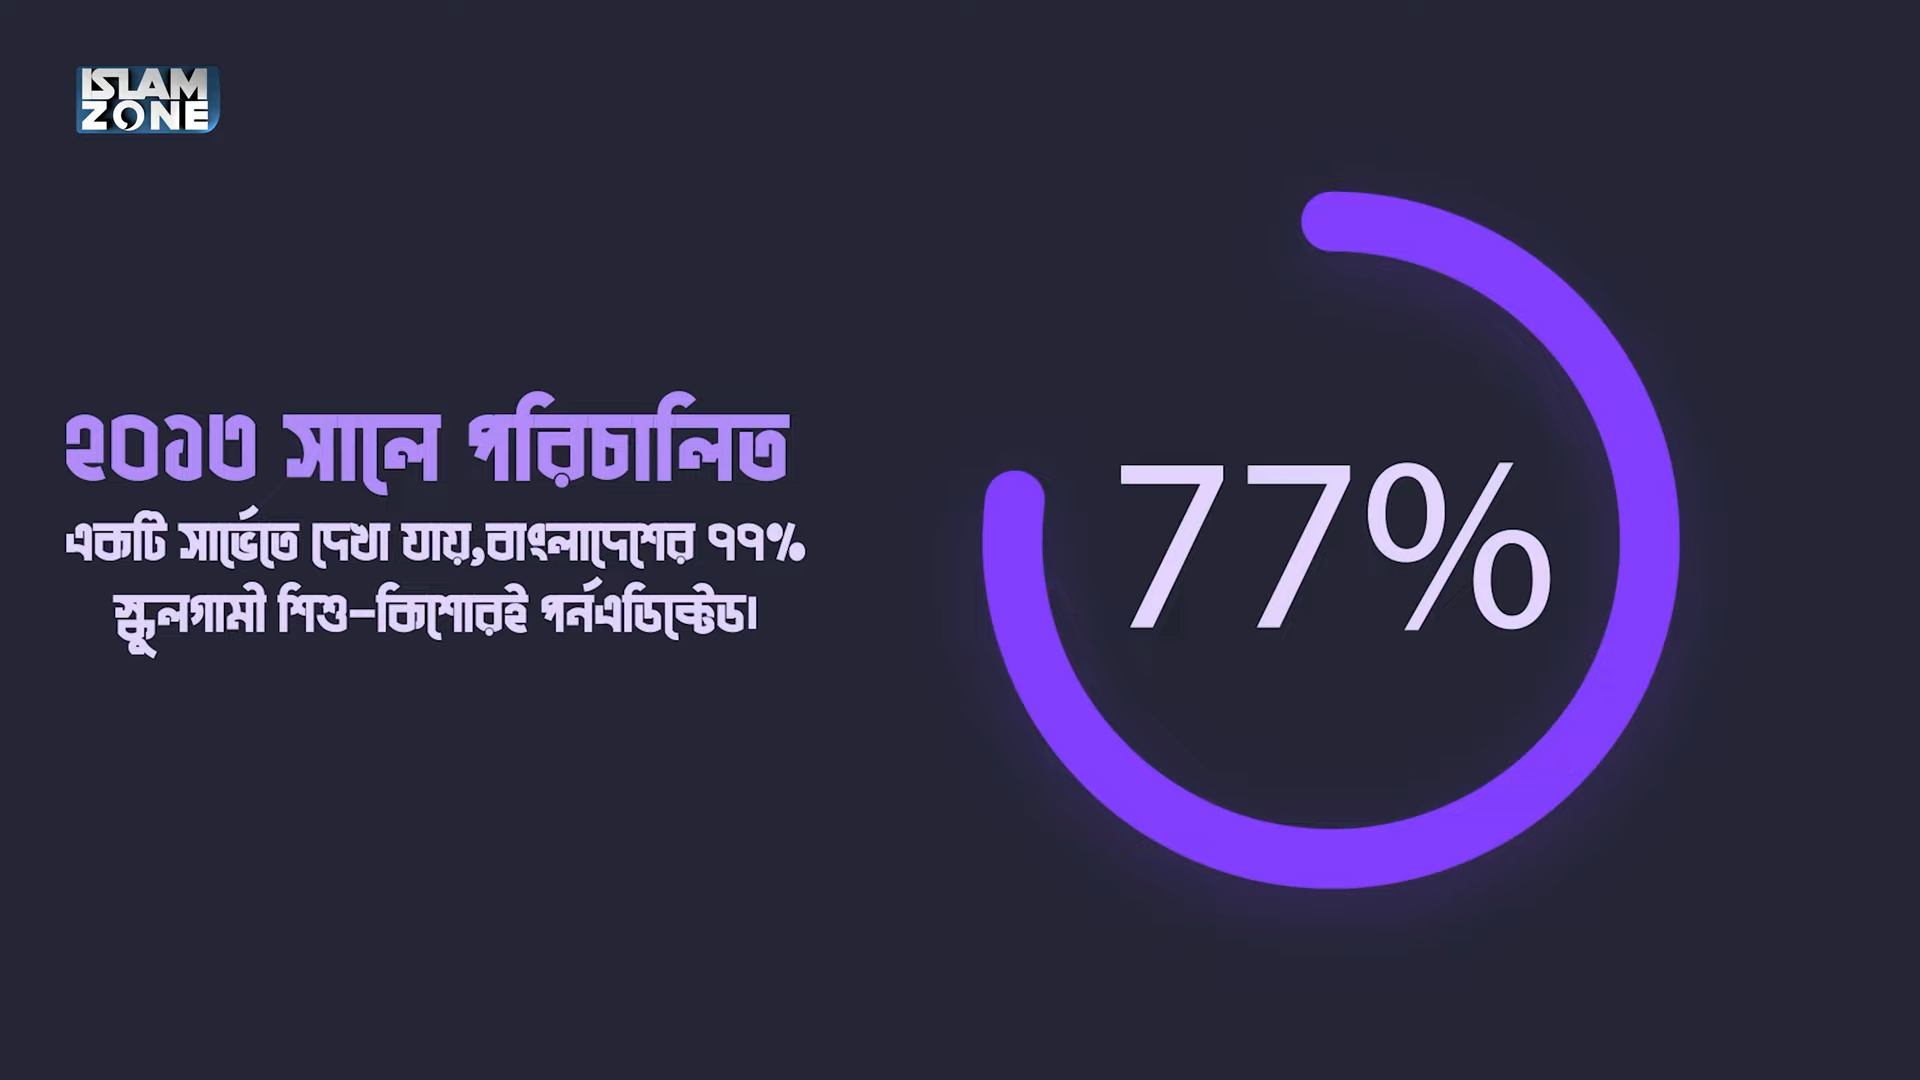 ISLAM
ZONE
২০১৩ সালে পরিচালিত
একটি সার্ভেতে দেখা যায়,বাংলাদেশের ৭৭%
স্কুলগামী শিশু-কিশোরই পর্নএডিক্টেড।
77%